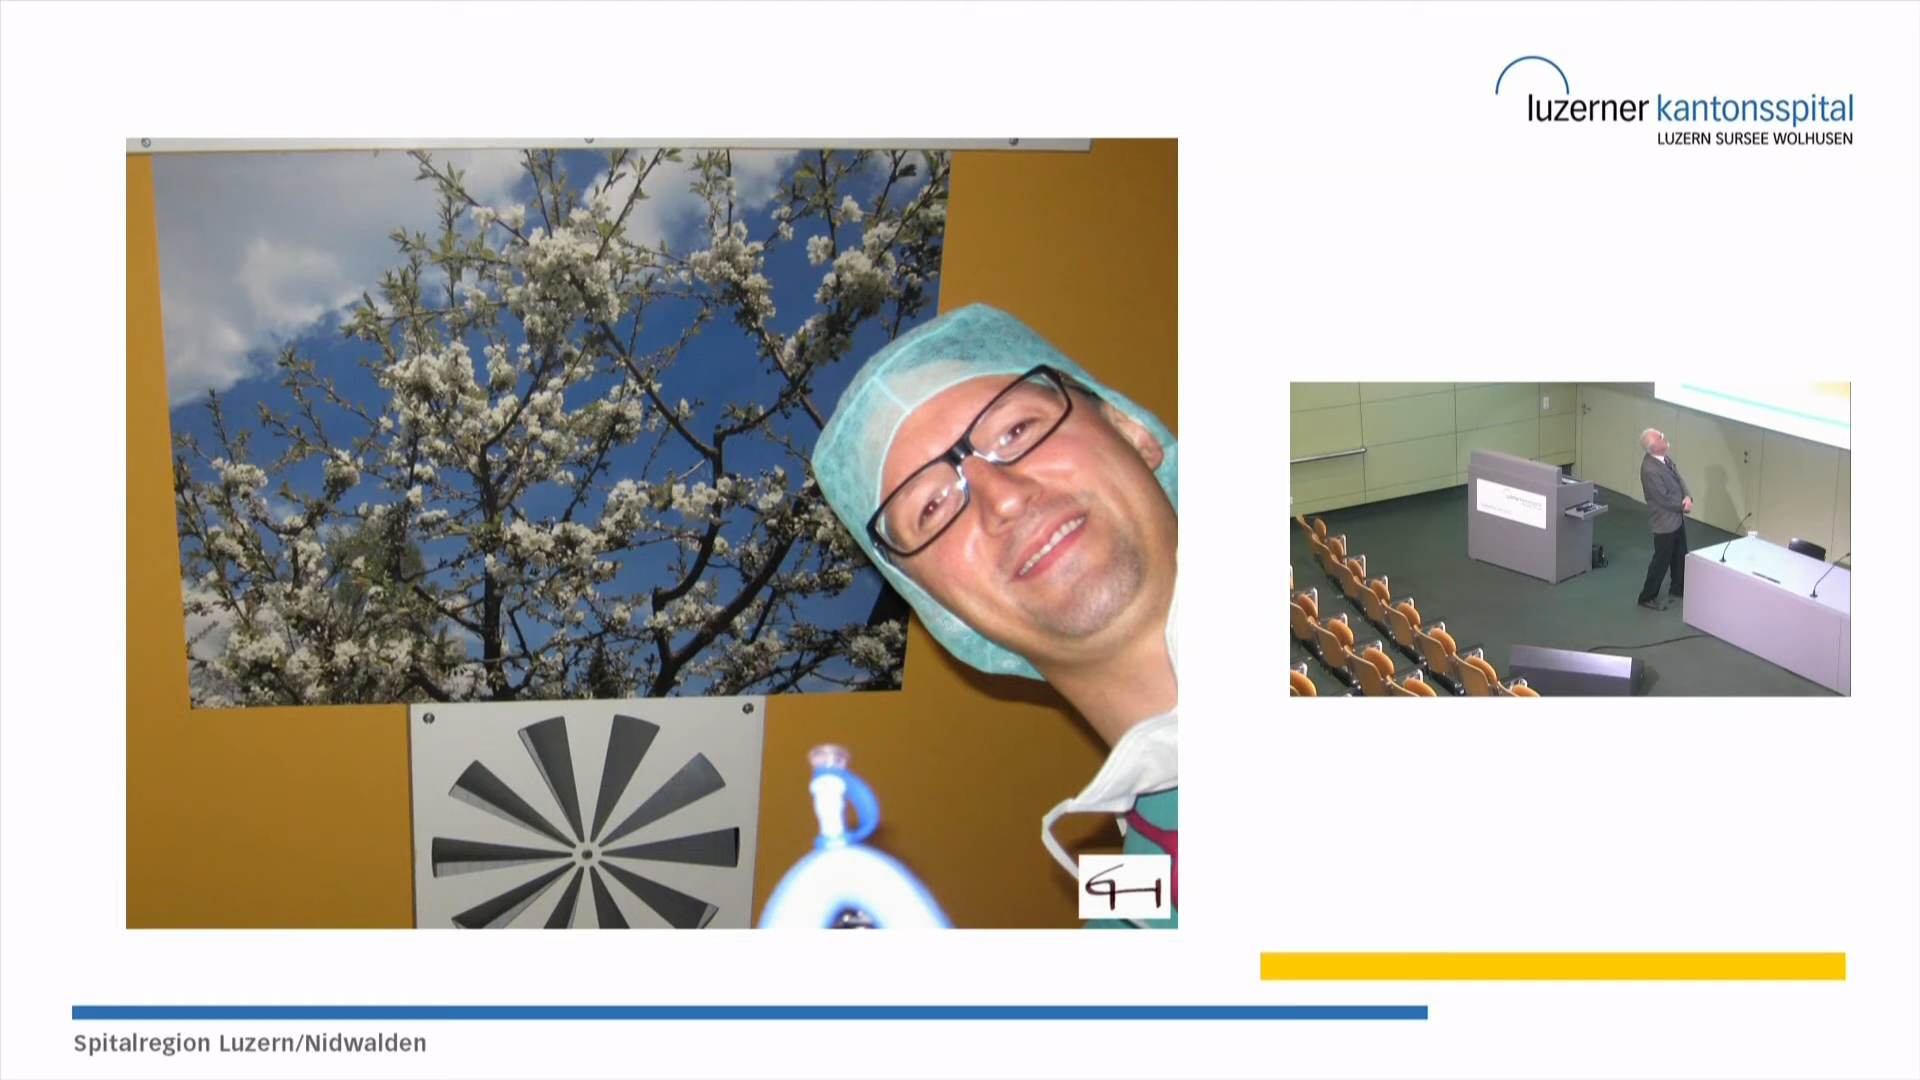 luzerner kantonsspital
LUZERN SURSEE WOLHUSEN
Spitalregion Luzern/Nidwalden